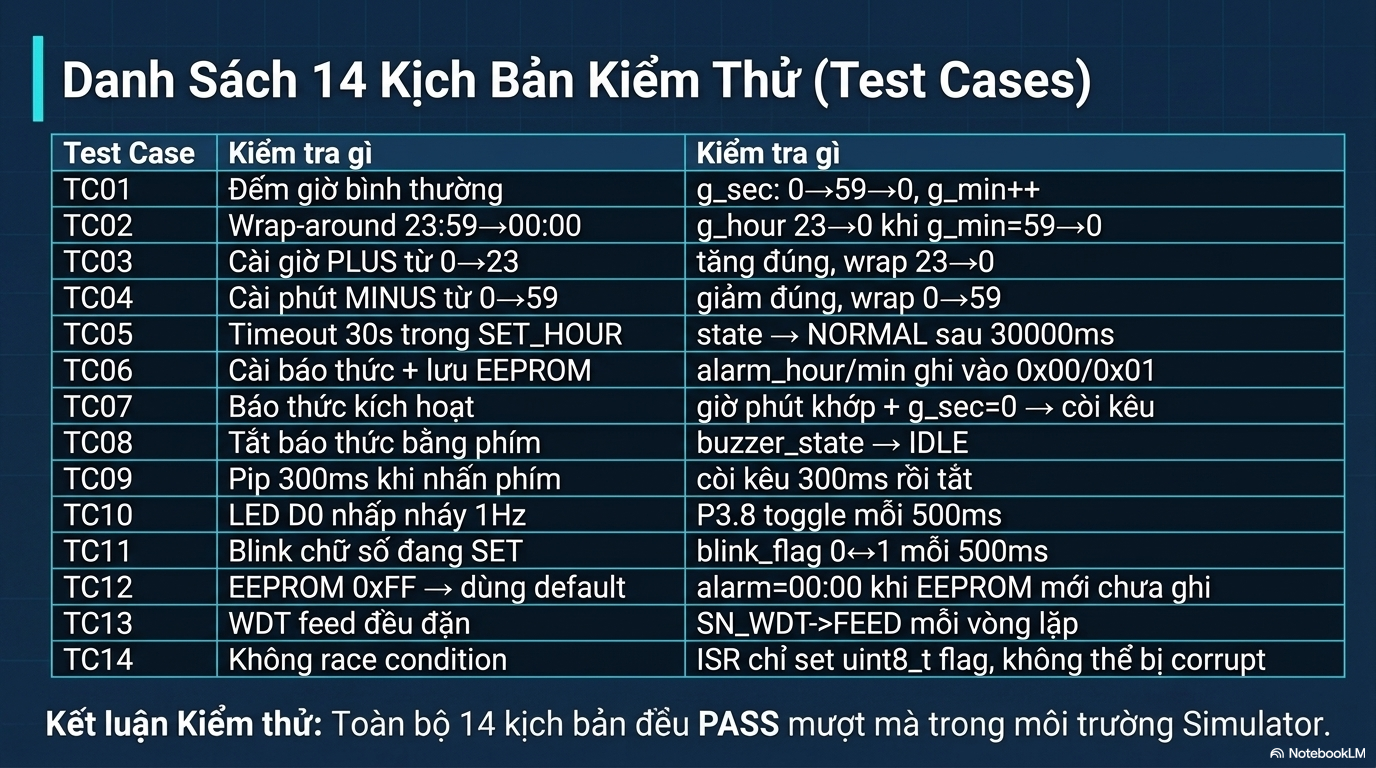 Danh Sách 14 Kịch Bản Kiểm Thử (Test Cases)
Test Case Kiểm tra gì Kiểm tra gì
TC01 Đếm giờ bình thường g_sec: 0→59→0, g_min++
TC02 Wrap-around 23:59→00:00 g_hour 23→0 khi g_min=59→0
TC03 Cài giờ PLUS từ 0→23 tăng đúng, wrap 23→0
TC04 Cài phút MINUS từ 0→59 giảm đúng, wrap 0→59
TC05 Timeout 30s trong SET_HOUR state → NORMAL sau 30000ms
TC06 Cài báo thức + lưu EEPROM alarm_hour/min ghi vào 0x00/0x01
TC07 Báo thức kích hoạt giờ phút khớp + g_sec=0 → còi kêu
TC08 Tắt báo thức bằng phím buzzer_state → IDLE
TC09 Pip 300ms khi nhấn phím còi kêu 300ms rồi tắt
TC10 LED D0 nhấp nháy 1Hz P3.8 toggle mỗi 500ms
TC11 Blink chữ số đang SET blink_flag 0↔1 mỗi 500ms
TC12 EEPROM 0xFF → dùng default alarm=00:00 khi EEPROM mới chưa ghi
TC13 WDT feed đều đặn SN_WDT->FEED mỗi vòng lặp
TC14 Không race condition ISR chỉ set uint8_t flag, không thể bị corrupt
Kết luận Kiểm thử: Toàn bộ 14 kịch bản đều PASS mượt mà trong môi trường Simulator.
NotebookLM